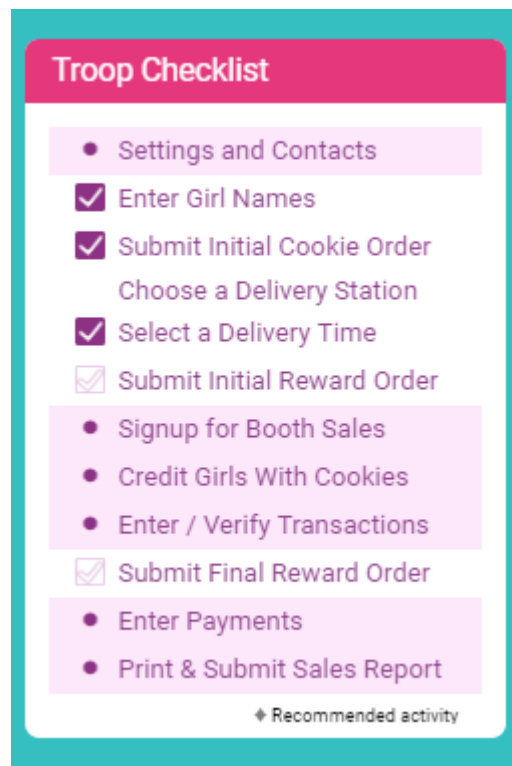 Troop Checklist
Settings and Contacts
Enter Girl Names
Submit Initial Cookie Order
Choose a Delivery Station
Select a Delivery Time
Submit Initial Reward Order
Signup for Booth Sales
Credit Girls With Cookies
Enter / Verify Transactions
Submit Final Reward Order
Enter Payments
Print & Submit Sales Report
Recommended activity